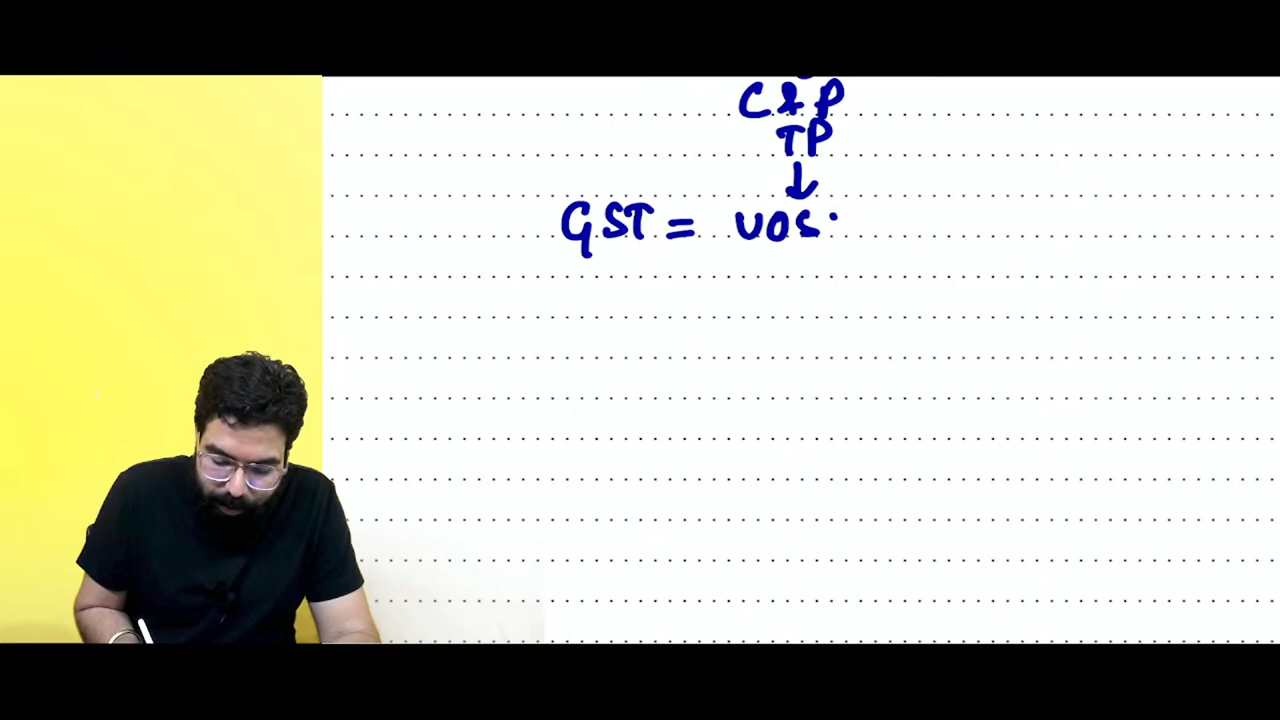 C & P
TP
↓
GST = VOS.